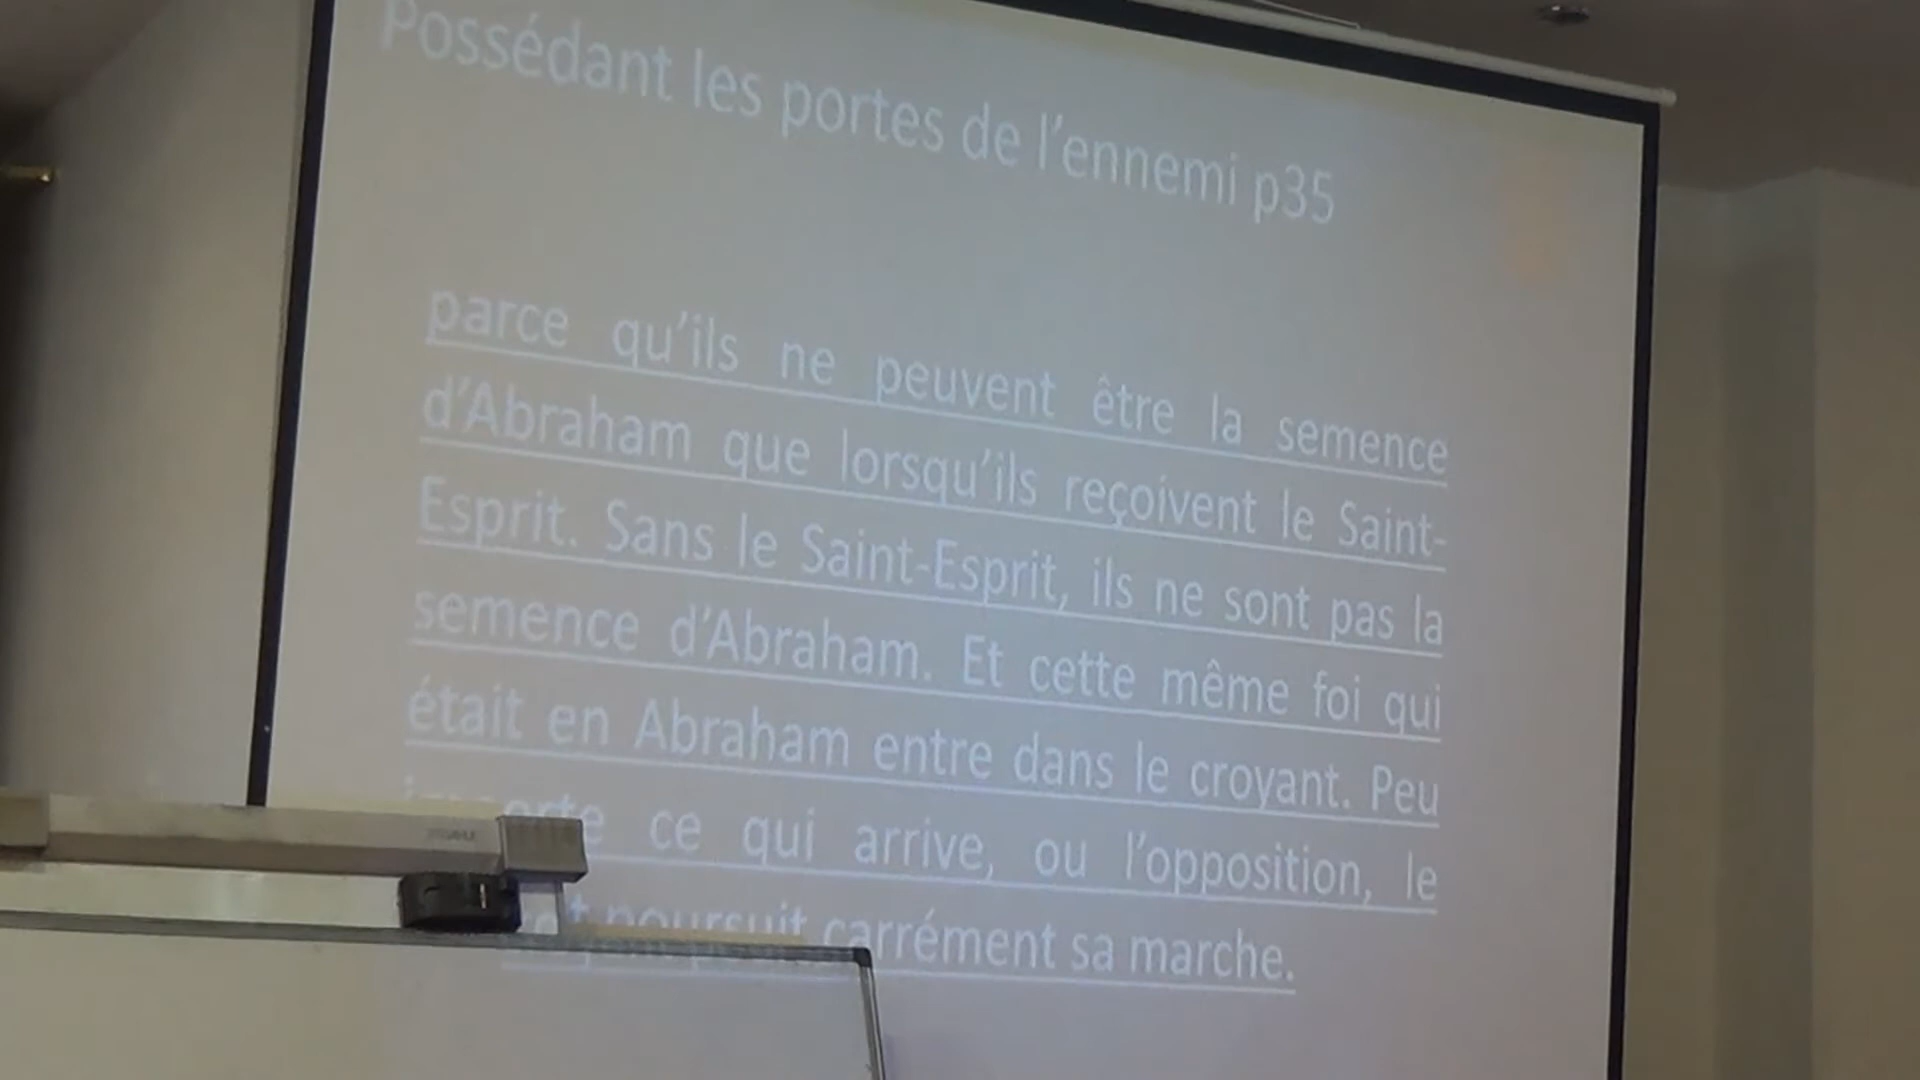 Possédant les portes de l'ennemi p35
parce qu'ils ne peuvent être la semence
d'Abraham que lorsqu'ils reçoivent le Saint-
Esprit. Sans le Saint-Esprit, ils ne sont pas la
semence d'Abraham. Et cette même foi qui
était en Abraham entre dans le croyant. Peu
ce qui arrive, ou l'opposition, le
poursuit carrément sa marche.